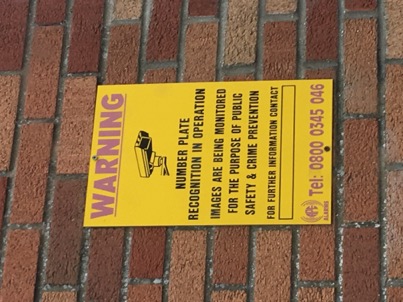 WARNING
NUMBER PLATE
RECOGNITION IN OPERATION
IMAGES ARE BEING MONITORED
FOR THE PURPOSE OF PUBLIC
SAFETY & CRIME PREVENTION
FOR FURTHER INFORMATION CONTACT
ALARMS
Tel: 0800 0345 046